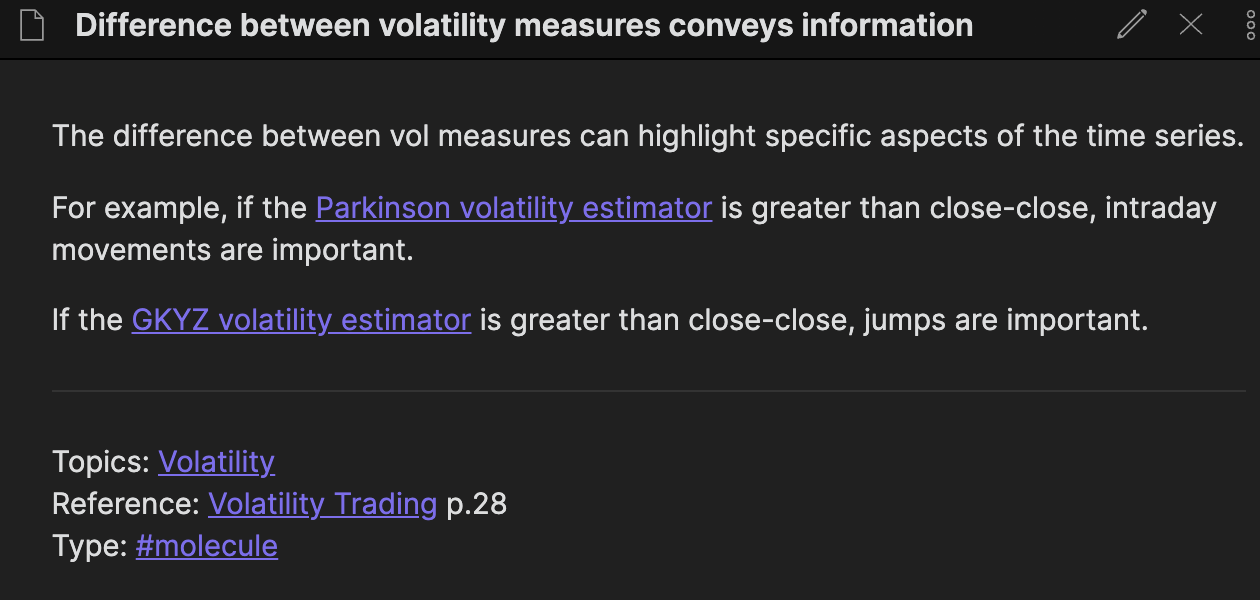 Difference between volatility measures conveys information
The difference between vol measures can highlight specific aspects of the time series.
For example, if the Parkinson volatility estimator is greater than close-close, intraday
movements are important.
If the GKYZ volatility estimator is greater than close-close, jumps are important.
Topics: Volatility
Reference: Volatility Trading p.28
Type: #molecule